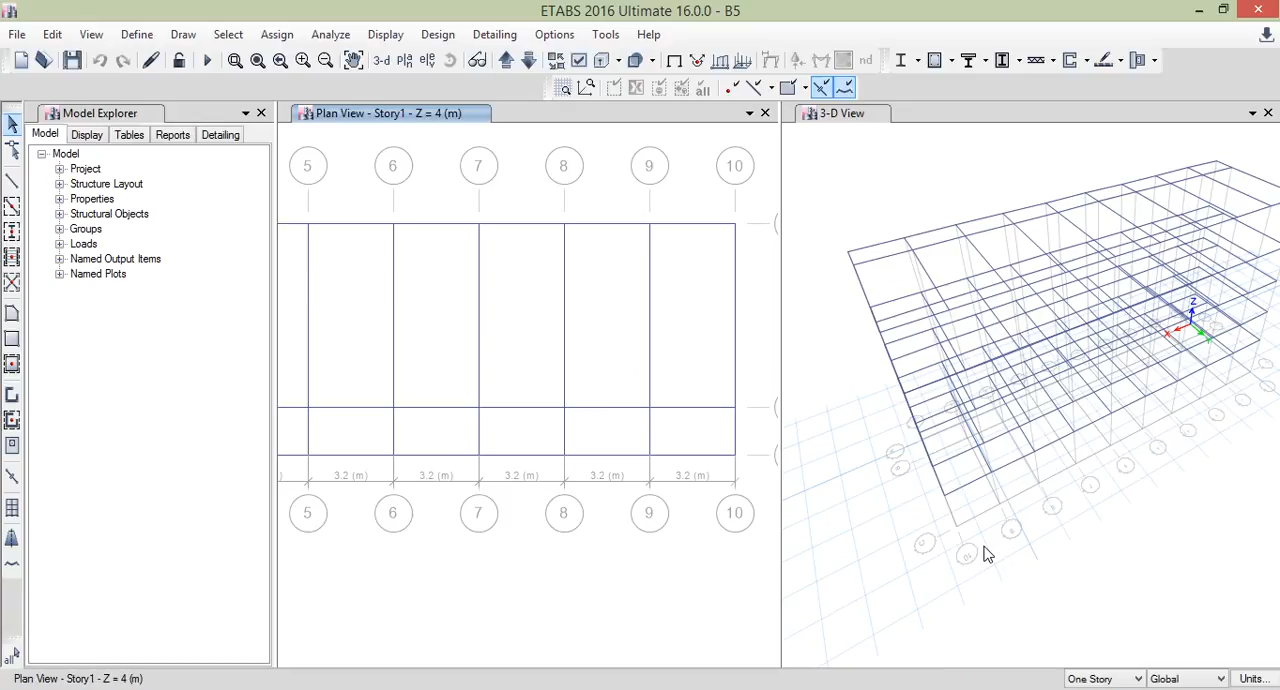 ETABS 2016 Ultimate 16.0.0 - B5
File Edit View Define Draw Select Assign Analyze Display Design Detailing Options Tools Help
3-d
nd
all
Model Explorer
Plan View - Story1 - Z = 4 (m)
3-D View
Model Display Tables Reports Detailing
Model
Project
Structure Layout
Properties
Structural Objects
Groups
Loads
Named Output Items
Named Plots
5 6 7 8 9 10
3.2 (m) 3.2 (m) 3.2 (m) 3.2 (m) 3.2 (m)
5 6 7 8 9 10
Z
X
all
Plan View - Story1 - Z = 4 (m)
One Story Global Units...